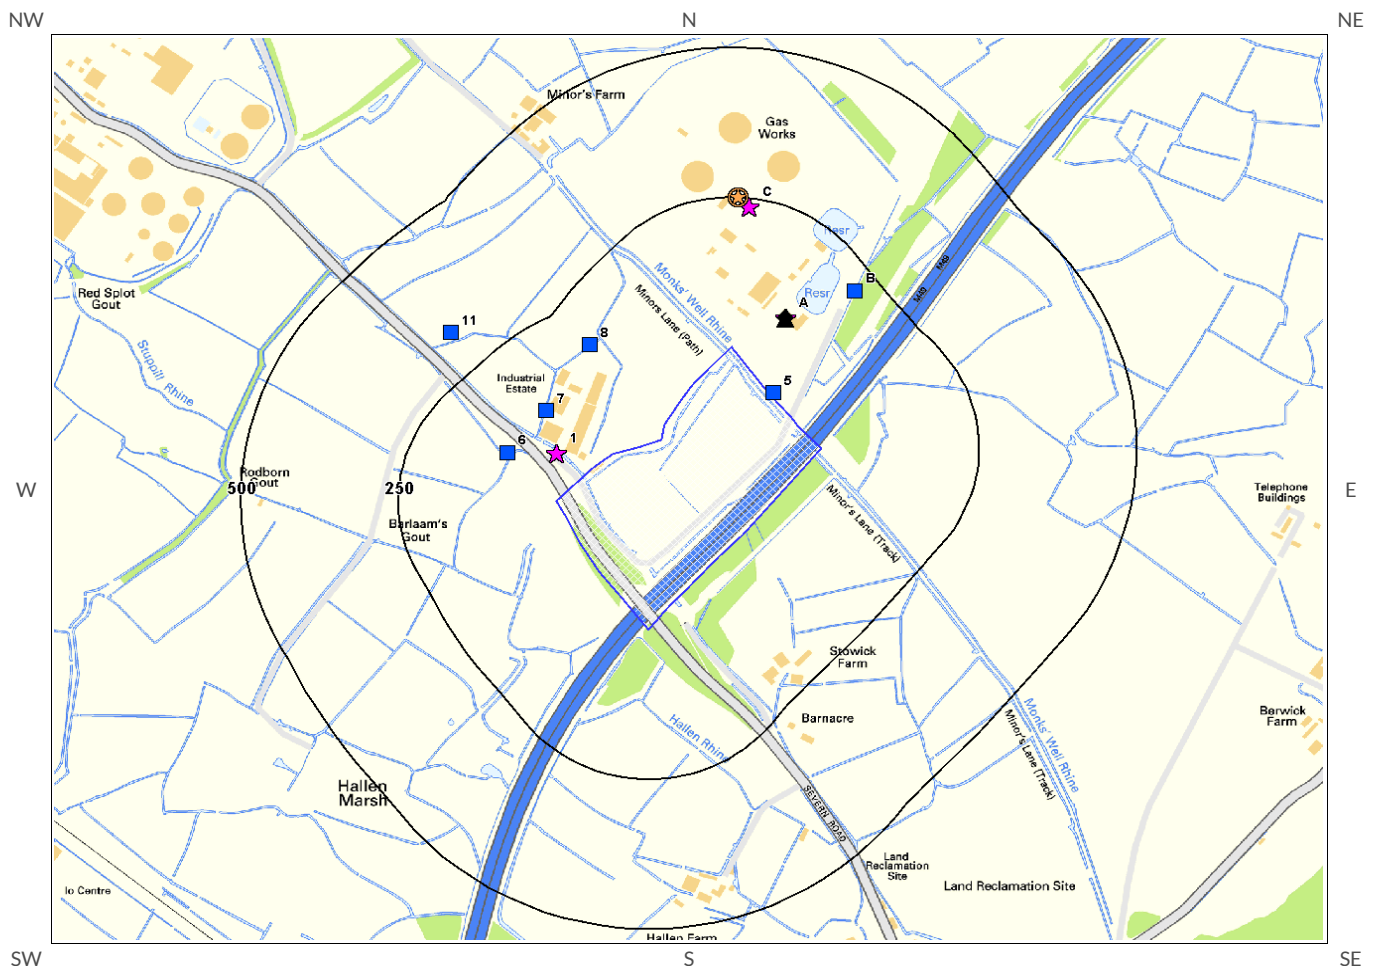 NW
N
NE
Minor's Farm
Gas
Works
C
Resr
Monks' Well Rhine
M49
B
Red Splot
Gout
Minors Lane (Path)
Resr
M49
A
11
8
Stuppill Rhine
Industrial
Estate
5
7
1
6
Rodborn
Gout
W
500
250
E
Telephone
Buildings
Barlaam's
Gout
Minor's Lane (Track)
Stowick
Farm
Barnacre
Berwick
Farm
Hallen Rhine
Monks' Well Rhine
Minor's Lane (Track)
Hallen
Marsh
SEVERN ROAD
Land
Reclamation
Site
Land Reclamation Site
lo Centre
Hallen Farm
SW
S
SE